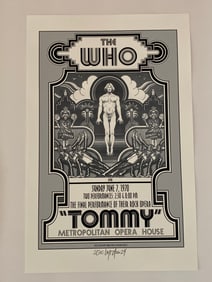 THE
WHO
SUNDAY JUNE 7, 1970
TWO PERFORMANCES 2:30 & 8:00 PM
THE FINAL PERFORMANCE OF THEIR ROCK OPERA
"TOMMY"
METROPOLITAN OPERA HOUSE